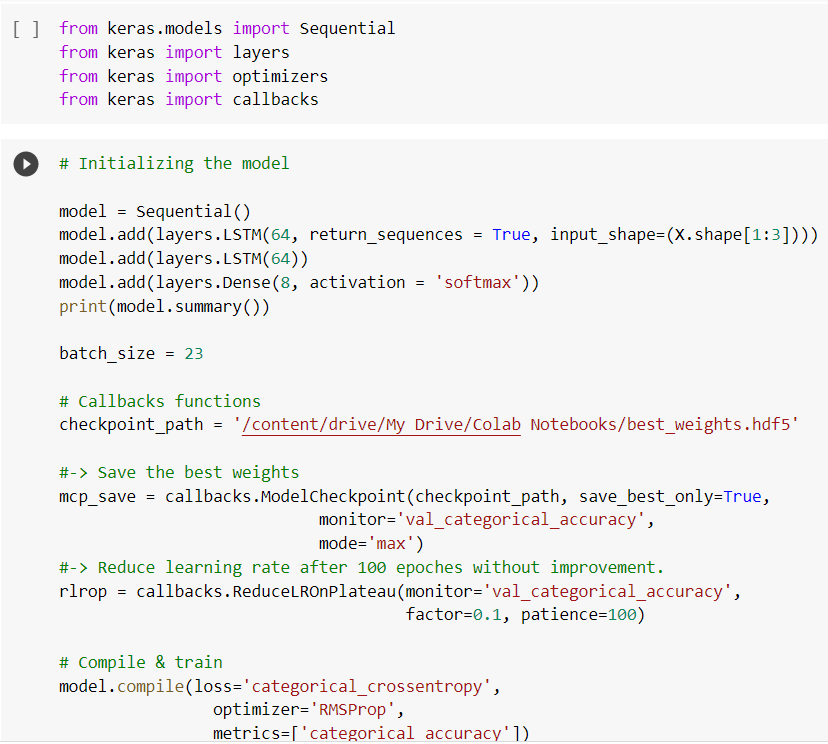 [ ] from keras.models import Sequential
from keras import layers
from keras import optimizers
from keras import callbacks
# Initializing the model
model = Sequential()
model.add(layers.LSTM(64, return_sequences = True, input_shape=(X.shape[1:3])))
model.add(layers.LSTM(64))
model.add(layers.Dense(8, activation = 'softmax'))
print(model.summary())
batch_size = 23
# Callbacks functions
checkpoint_path = '/content/drive/My Drive/Colab Notebooks/best_weights.hdf5'
#-> Save the best weights
mcp_save = callbacks.ModelCheckpoint(checkpoint_path, save_best_only=True,
monitor='val_categorical_accuracy',
mode='max')
#-> Reduce learning rate after 100 epoches without improvement.
rlrop = callbacks.ReduceLROnPlateau(monitor='val_categorical_accuracy',
factor=0.1, patience=100)
# Compile & train
model.compile(loss='categorical_crossentropy',
optimizer='RMSProp',
metrics=['categorical_accuracy'])